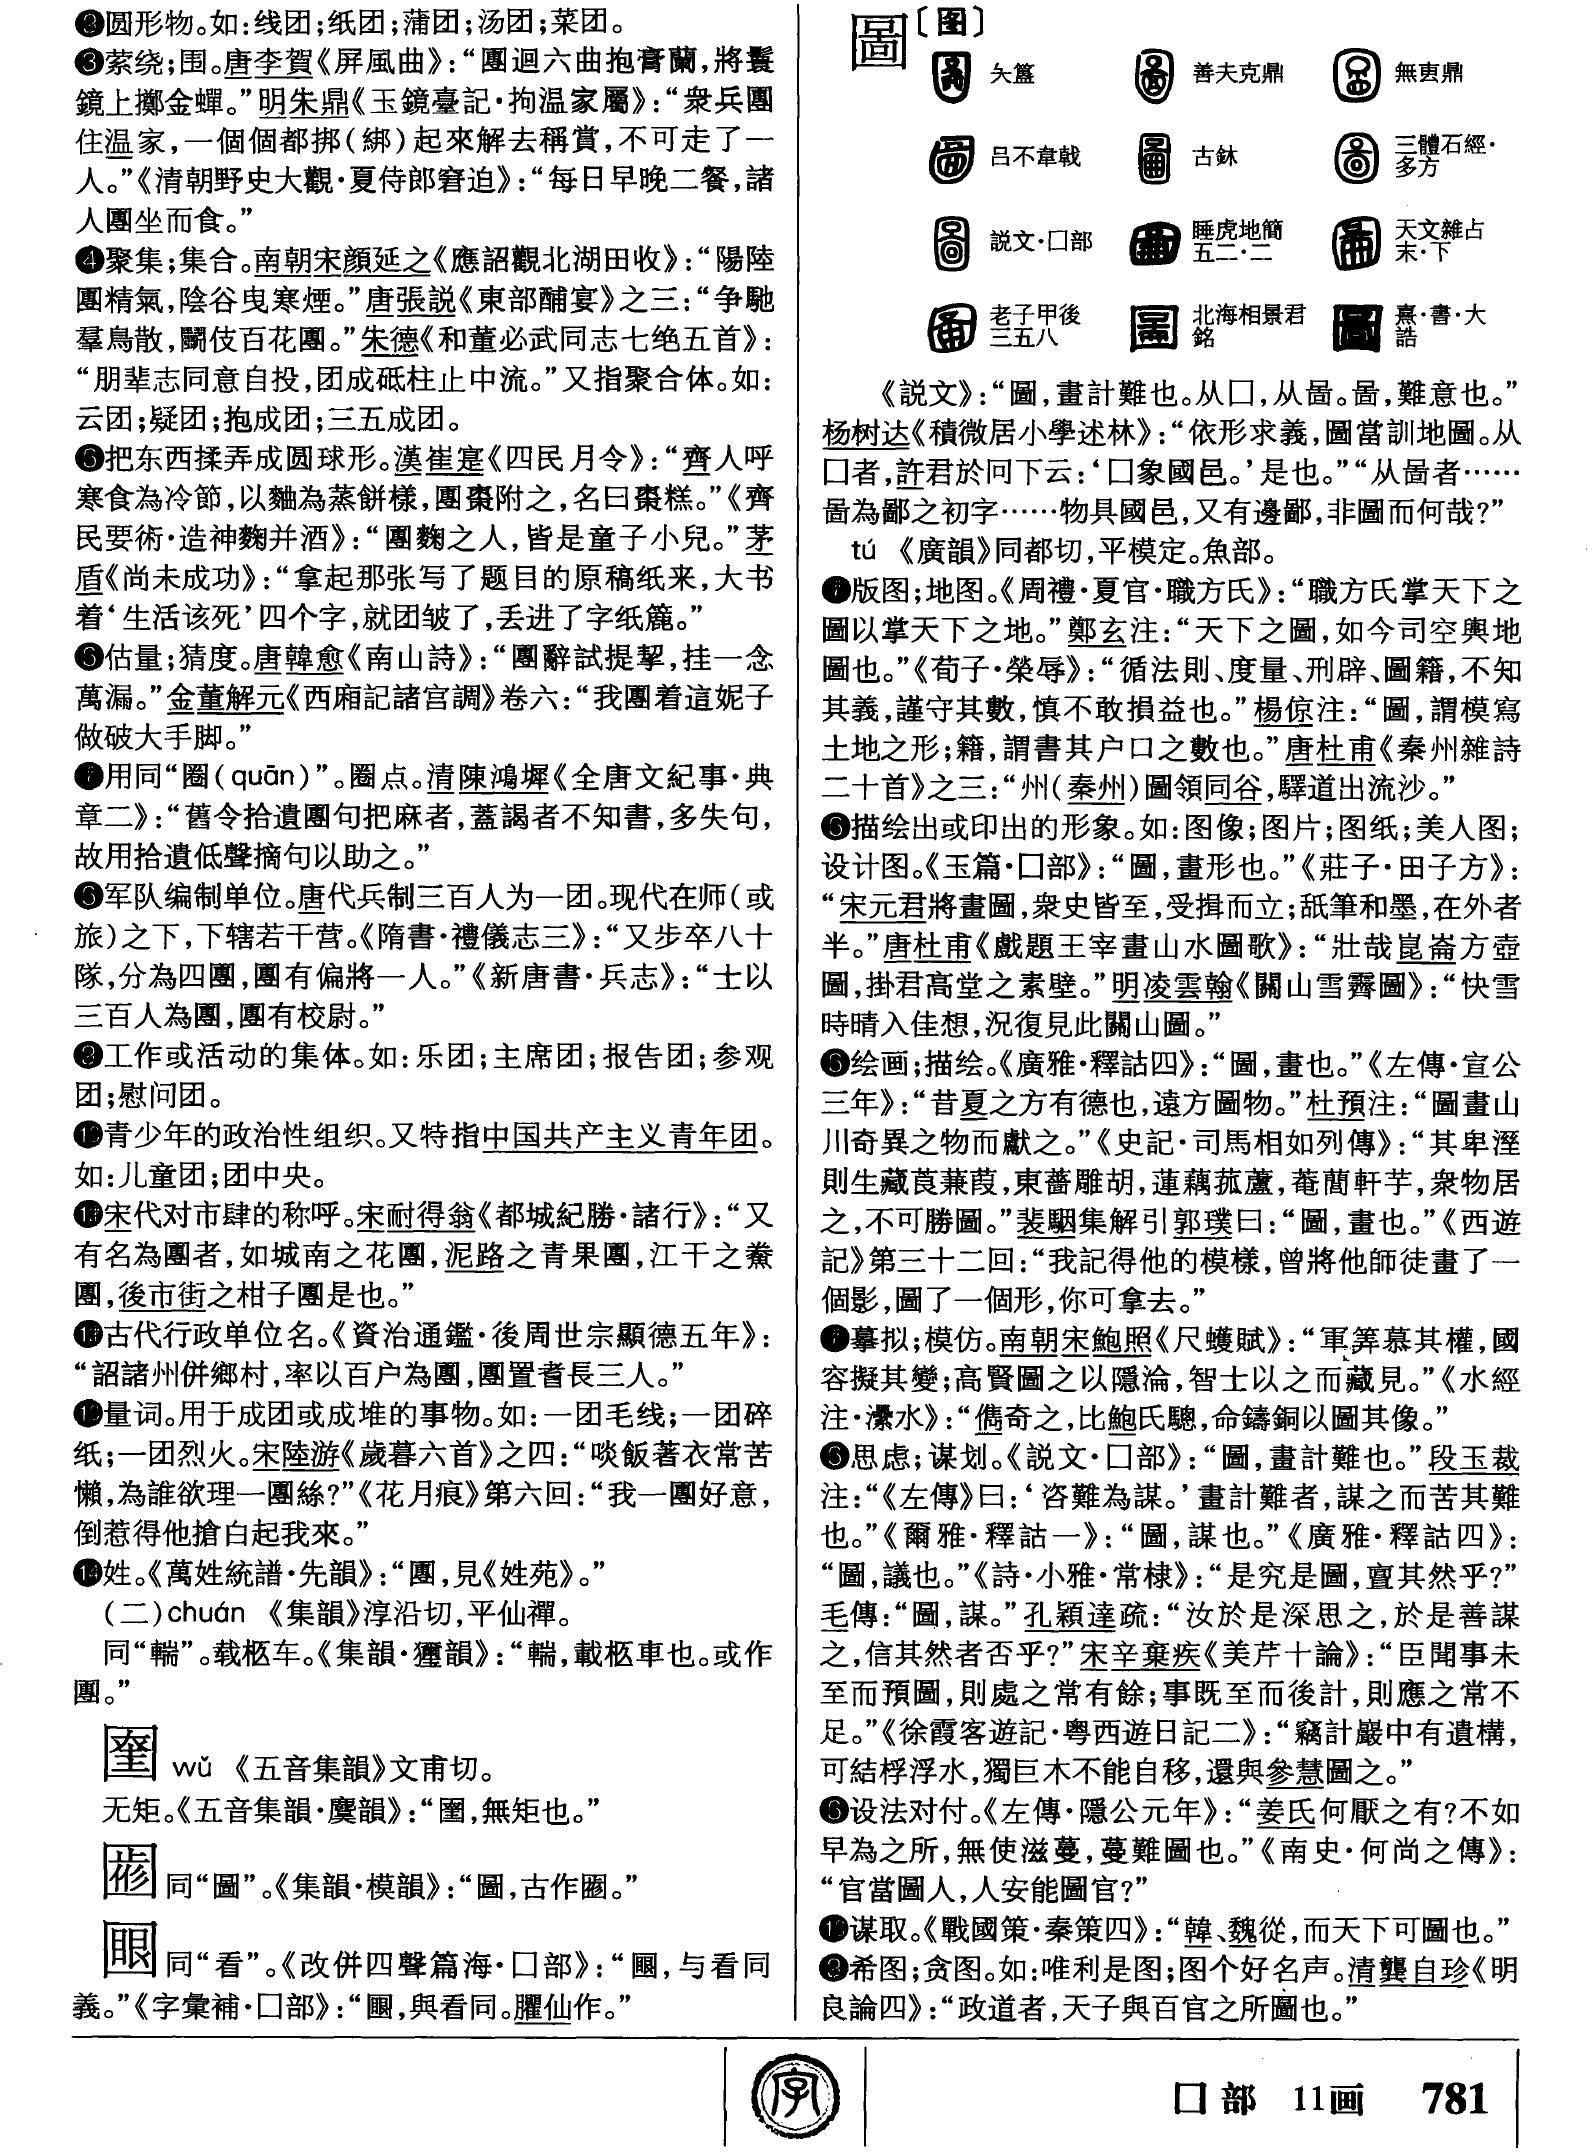 ❷圆形物。如:线团;纸团;蒲团;汤团;菜团。
❸萦绕;围。唐李賀《屏風曲》:“團迴六曲抱膏蘭,將鬟
鏡上擲金蟬。”明朱鼎《玉鏡臺記·拘温家屬》:“衆兵團
住温家,一個個都挷(綁)起來解去稱賞,不可走了一
人。”《清朝野史大觀·夏侍郎窘迫》:“每日早晚二餐,諸
人團坐而食。”
❹聚集;集合。南朝宋顔延之《應詔觀北湖田收》:“陽陸
團精氣,陰谷曳寒煙。”唐張説《東部酺宴》之三:“争馳
羣鳥散,鬭伎百花團。”朱德《和董必武同志七绝五首》:
“朋辈志同意自投,团成砥柱止中流。”又指聚合体。如:
云团;疑团;抱成团;三五成团。
把东西揉弄成圆球形。漢崔寔《四民月令》:“齊人呼
寒食為冷節,以麯為蒸餅樣,團棗附之,名曰棗糕。”《齊
民要術·造神麴并酒》:“團麴之人,皆是童子小兒。”茅
盾《尚未成功》:“拿起那张写了题目的原稿纸来,大书
着‘生活该死’四个字,就团皱了,丢进了字纸簏。”
估量;猜度。唐韓愈《南山詩》:“團辭試提挈,挂一念
萬漏。”金董解元《西廂記諸宫調》卷六:“我團着這妮子
做破大手脚。”
用同“圈(quān)”。圈点。清陳鴻墀《全唐文紀事·典
章二》:“舊令拾遺團句把麻者,蓋謁者不知書,多失句,
故用拾遺低聲摘句以助之。”
军队编制单位。唐代兵制三百人为一团。现代在师(或
旅)之下,下辖若干营。《隋書·禮儀志三》:“又步卒八十
隊,分為四團,團有偏將一人。”《新唐書·兵志》:“士以
三百人為團,團有校尉。”
工作或活动的集体。如:乐团;主席团;报告团;参观
团;慰问团。
青少年的政治性组织。又特指中国共产主义青年团。
如:儿童团;团中央。
宋代对市肆的称呼。宋耐得翁《都城紀勝·諸行》:“又
有名為團者,如城南之花團,泥路之青果團,江干之鮝
團,後市街之柑子團是也。”
古代行政单位名。《資治通鑑·後周世宗顯德五年》:
“詔諸州併鄉村,率以百户為團,團置耆長三人。”
量词。用于成团或成堆的事物。如:一团毛线;一团碎
纸;一团烈火。宋陸游《歲暮六首》之四:“啖飯著衣常苦
懶,為誰欲理一團絲?”《花月痕》第六回:“我一團好意,
倒惹得他搶白起我來。”
姓。《萬姓統譜·先韻》:“團,見《姓苑》。”
(二)chuán 《集韻》淳沿切,平仙禪。
同“輲”。载柩车。《集韻·獮韻》:“輲,載柩車也。或作
團。”
wǔ 《五音集韻》文甫切。
无矩。《五音集韻·麌韻》:“,無矩也。”
同“圖”。《集韻·模韻》:“圖,古作。”
同“看”。《改併四聲篇海·囗部》:“,与看同
義。”《字彙補·囗部》:“,與看同。臞仙作。”
圖〔图〕
矢簋 善夫克鼎 無叀鼎
吕不韋戟 古鉨 三體石經·多方
説文·囗部 睡虎地簡五二·二 天文雜占末·下
老子甲後三五八 北海相景君銘 熹·書·大誥
《説文》:“圖,畫計難也。从囗,从啚。啚,難意也。”
杨树达《積微居小學述林》:“依形求義,圖當訓地圖。从
囗者,許君於冋下云:‘囗象國邑。’是也。”“从啚者……
啚為鄙之初字……物具國邑,又有邊鄙,非圖而何哉?”
tú 《廣韻》同都切,平模定。魚部。
版图;地图。《周禮·夏官·職方氏》:“職方氏掌天下之
圖以掌天下之地。”鄭玄注:“天下之圖,如今司空輿地
圖也。”《荀子·榮辱》:“循法則、度量、刑辟、圖籍,不知
其義,謹守其數,慎不敢損益也。”楊倞注:“圖,謂模寫
土地之形;籍,謂書其户口之數也。”唐杜甫《秦州雜詩
二十首》之三:“州(秦州)圖領同谷,驛道出流沙。”
描绘出或印出的形象。如:图像;图片;图纸;美人图;
设计图。《玉篇·囗部》:“圖,畫形也。”《莊子·田子方》:
“宋元君將畫圖,衆史皆至,受揖而立;舐筆和墨,在外者
半。”唐杜甫《戲題王宰畫山水圖歌》:“壯哉崑崙方壺
圖,掛君高堂之素壁。”明凌雲翰《關山雪霽圖》:“快雪
時晴入佳想,況復見此關山圖。”
绘画;描绘。《廣雅·釋詁四》:“圖,畫也。”《左傳·宣公
三年》:“昔夏之方有德也,遠方圖物。”杜預注:“圖畫山
川奇異之物而獻之。”《史記·司馬相如列傳》:“其卑溼
則生藏莨蒹葭,東薔雕胡,蓮藕菰蘆,菴䕡軒芋,衆物居
之,不可勝圖。”裴駰集解引郭璞曰:“圖,畫也。”《西遊
記》第三十二回:“我記得他的模樣,曾將他師徒畫了一
個影,圖了一個形,你可拿去。”
摹拟;模仿。南朝宋鮑照《尺蠖賦》:“軍筭慕其權,國
容擬其變;高賢圖之以隱淪,智士以之而藏見。”《水經
注·灅水》:“儁奇之,比鮑氏驄,命鑄銅以圖其像。”
思虑;谋划。《説文·囗部》:“圖,畫計難也。”段玉裁
注:“《左傳》曰:‘咨難為謀。’畫計難者,謀之而苦其難
也。”《爾雅·釋詁一》:“圖,謀也。”《廣雅·釋詁四》:
“圖,議也。”《詩·小雅·常棣》:“是究是圖,亶其然乎?”
毛傳:“圖,謀。”孔穎達疏:“汝於是深思之,於是善謀
之,信其然者否乎?”宋辛棄疾《美芹十論》:“臣聞事未
至而預圖,則處之常有餘;事既至而後計,則應之常不
足。”《徐霞客遊記·粤西遊日記二》:“竊計巖中有遺構,
可結桴浮水,獨巨木不能自移,還與參慧圖之。”
设法对付。《左傳·隱公元年》:“姜氏何厭之有?不如
早為之所,無使滋蔓,蔓難圖也。”《南史·何尚之傳》:
“官當圖人,人安能圖官?”
谋取。《戰國策·秦策四》:“韓、魏從,而天下可圖也。”
希图;贪图。如:唯利是图;图个好名声。清龔自珍《明
良論四》:“政道者,天子與百官之所圖也。”
字
囗部 11画 781